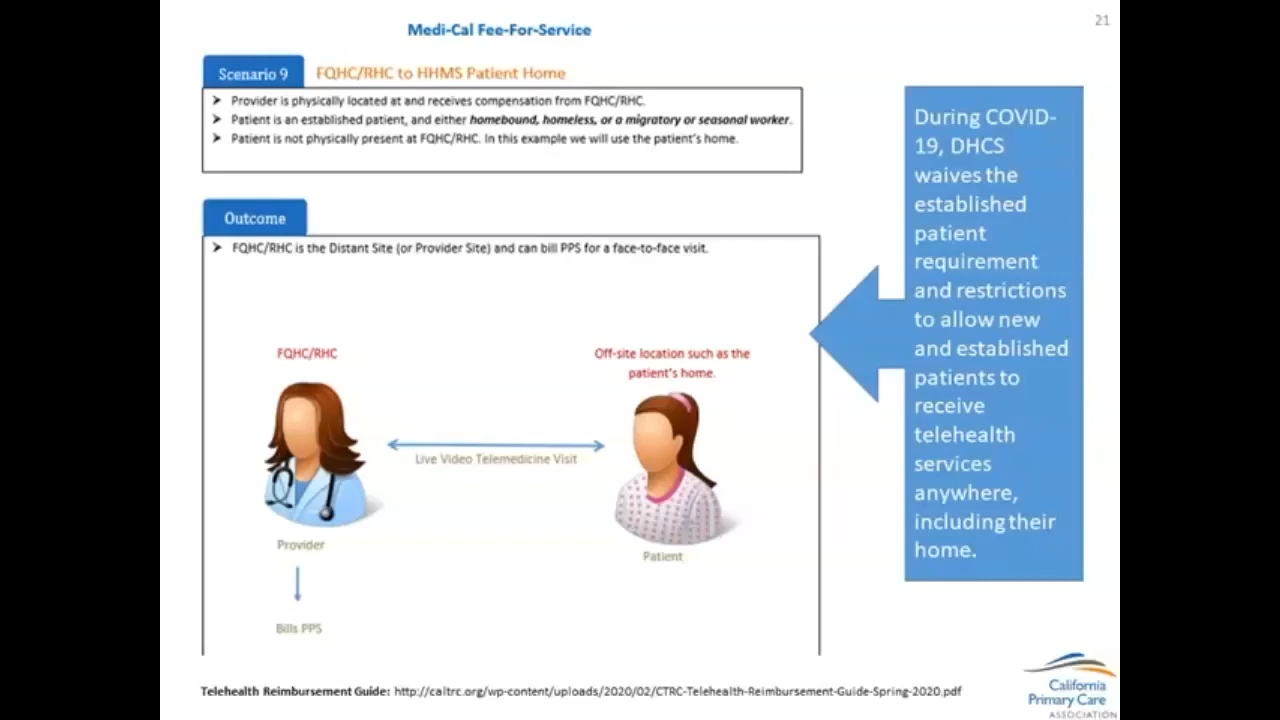 21
Medi-Cal Fee-For-Service
Scenario 9
FQHC/RHC to HHMS Patient Home
➤ Provider is physically located at and receives compensation from FQHC/RHC.
➤ Patient is an established patient, and either homebound, homeless, or a migratory or seasonal worker.
➤ Patient is not physically present at FQHC/RHC. In this example we will use the patient's home.
Outcome
➤ FQHC/RHC is the Distant Site (or Provider Site) and can bill PPS for a face-to-face visit.
FQHC/RHC
Off-site location such as the
patient's home.
Live Video Telemedicine Visit
Provider
Patient
Bills PPS
During COVID-
19, DHCS
waives the
established
patient
requirement
and restrictions
to allow new
and established
patients to
receive
telehealth
services
anywhere,
including their
home.
Telehealth Reimbursement Guide: http://caltrc.org/wp-content/uploads/2020/02/CTRC-Telehealth-Reimbursement-Guide-Spring-2020.pdf
California
Primary Care
ASSOCIATION